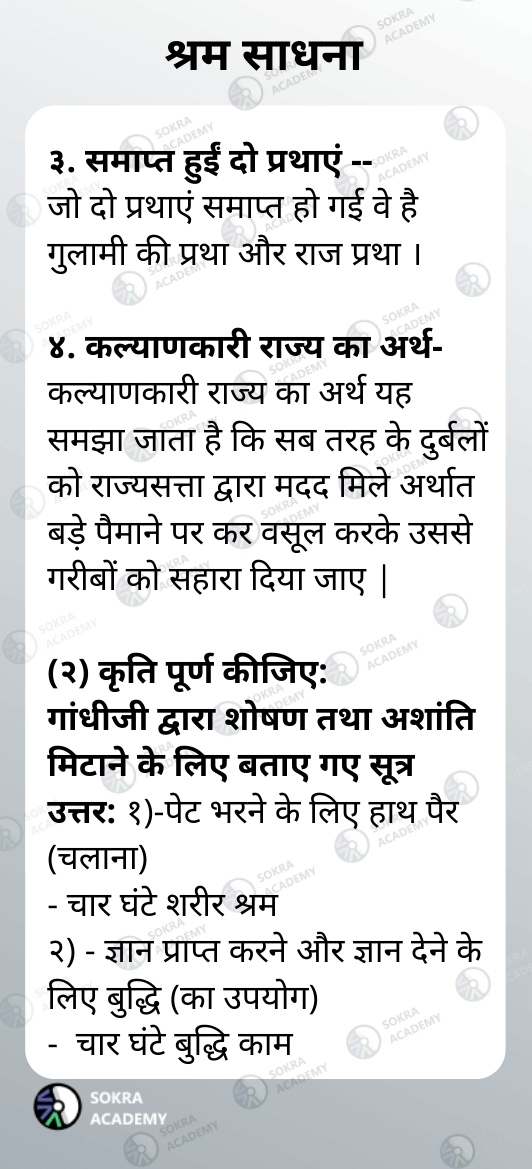 श्रम साधना
३. समाप्त हुईं दो प्रथाएं --
जो दो प्रथाएं समाप्त हो गई वे है
गुलामी की प्रथा और राज प्रथा ।
४. कल्याणकारी राज्य का अर्थ-
कल्याणकारी राज्य का अर्थ यह
समझा जाता है कि सब तरह के दुर्बलों
को राज्यसत्ता द्वारा मदद मिले अर्थात
बड़े पैमाने पर कर वसूल करके उससे
गरीबों को सहारा दिया जाए |
(२) कृति पूर्ण कीजिए:
गांधीजी द्वारा शोषण तथा अशांति
मिटाने के लिए बताए गए सूत्र
उत्तर: १)-पेट भरने के लिए हाथ पैर
(चलाना)
- चार घंटे शरीर श्रम
२) - ज्ञान प्राप्त करने और ज्ञान देने के
लिए बुद्धि (का उपयोग)
- चार घंटे बुद्धि काम
SOKRA
ACADEMY